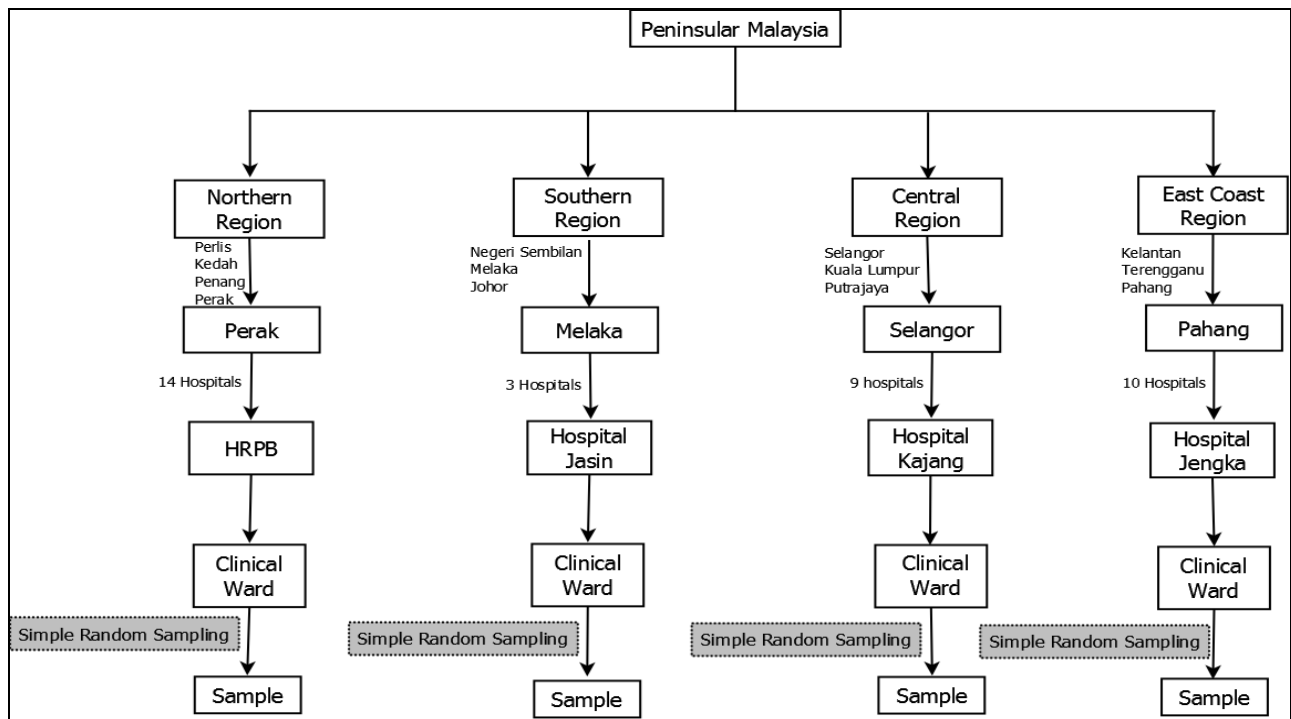 Peninsular Malaysia
Northern
Region
Southern
Region
Central
Region
East Coast
Region
Perlis
Kedah
Penang
Perak
Negeri Sembilan
Melaka
Johor
Selangor
Kuala Lumpur
Putrajaya
Kelantan
Terengganu
Pahang
Perak
Melaka
Selangor
Pahang
14 Hospitals
3 Hospitals
9 hospitals
10 Hospitals
HRPB
Hospital
Jasin
Hospital
Kajang
Hospital
Jengka
Clinical
Ward
Clinical
Ward
Clinical
Ward
Clinical
Ward
Simple Random Sampling
Simple Random Sampling
Simple Random Sampling
Simple Random Sampling
Sample
Sample
Sample
Sample